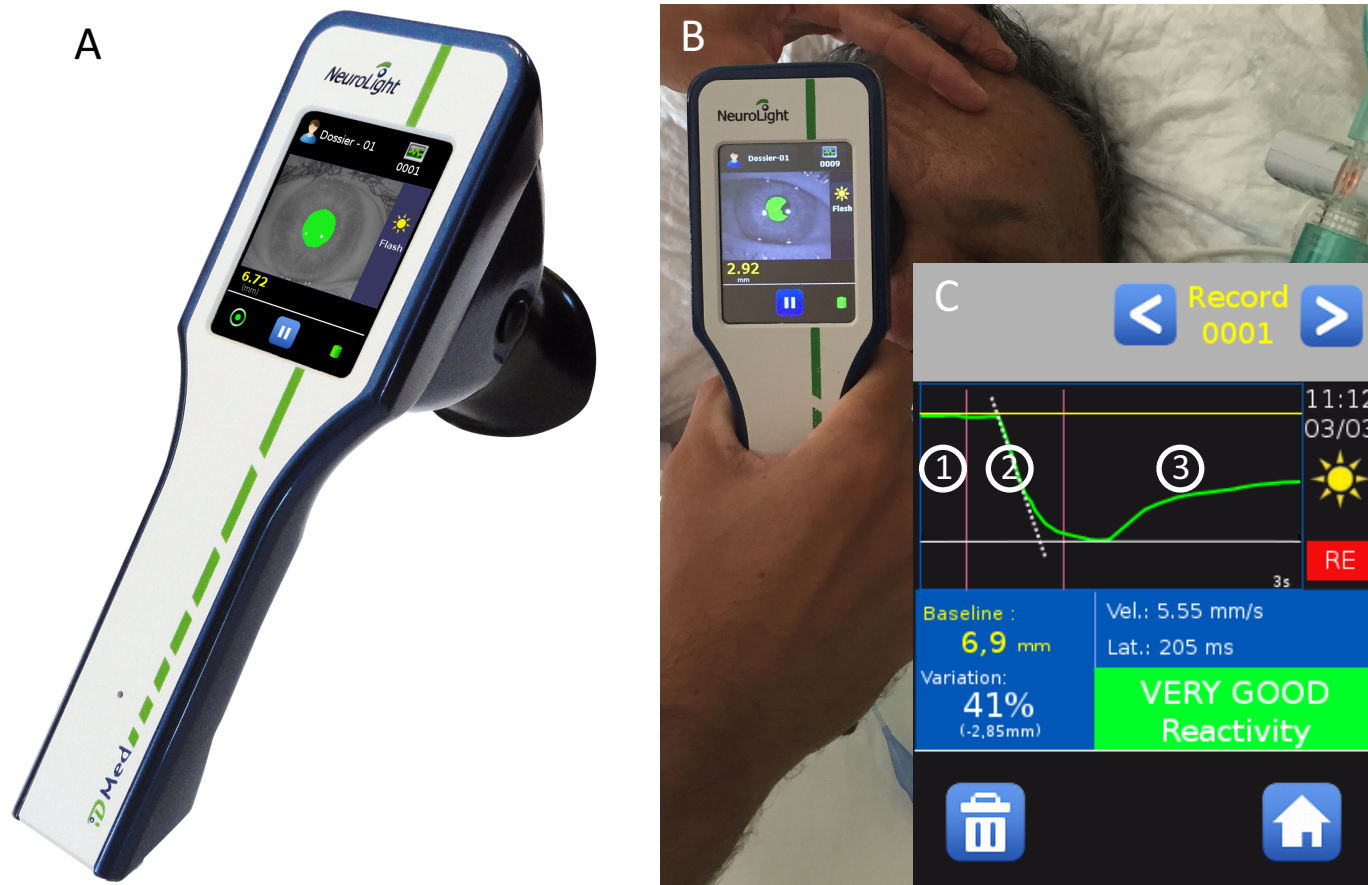 A
NeuroLight
Dossier - 01
0001
Flash
6.72
(mm)
iDMed
B
NeuroLight
Dossier-01
0009
Flash
2.92
mm
C
Record
0001
11:12
03/03
1
2
3
3s
RE
Baseline :
6,9 mm
Variation:
41%
(-2,85mm)
Vel.: 5.55 mm/s
Lat.: 205 ms
VERY GOOD
Reactivity